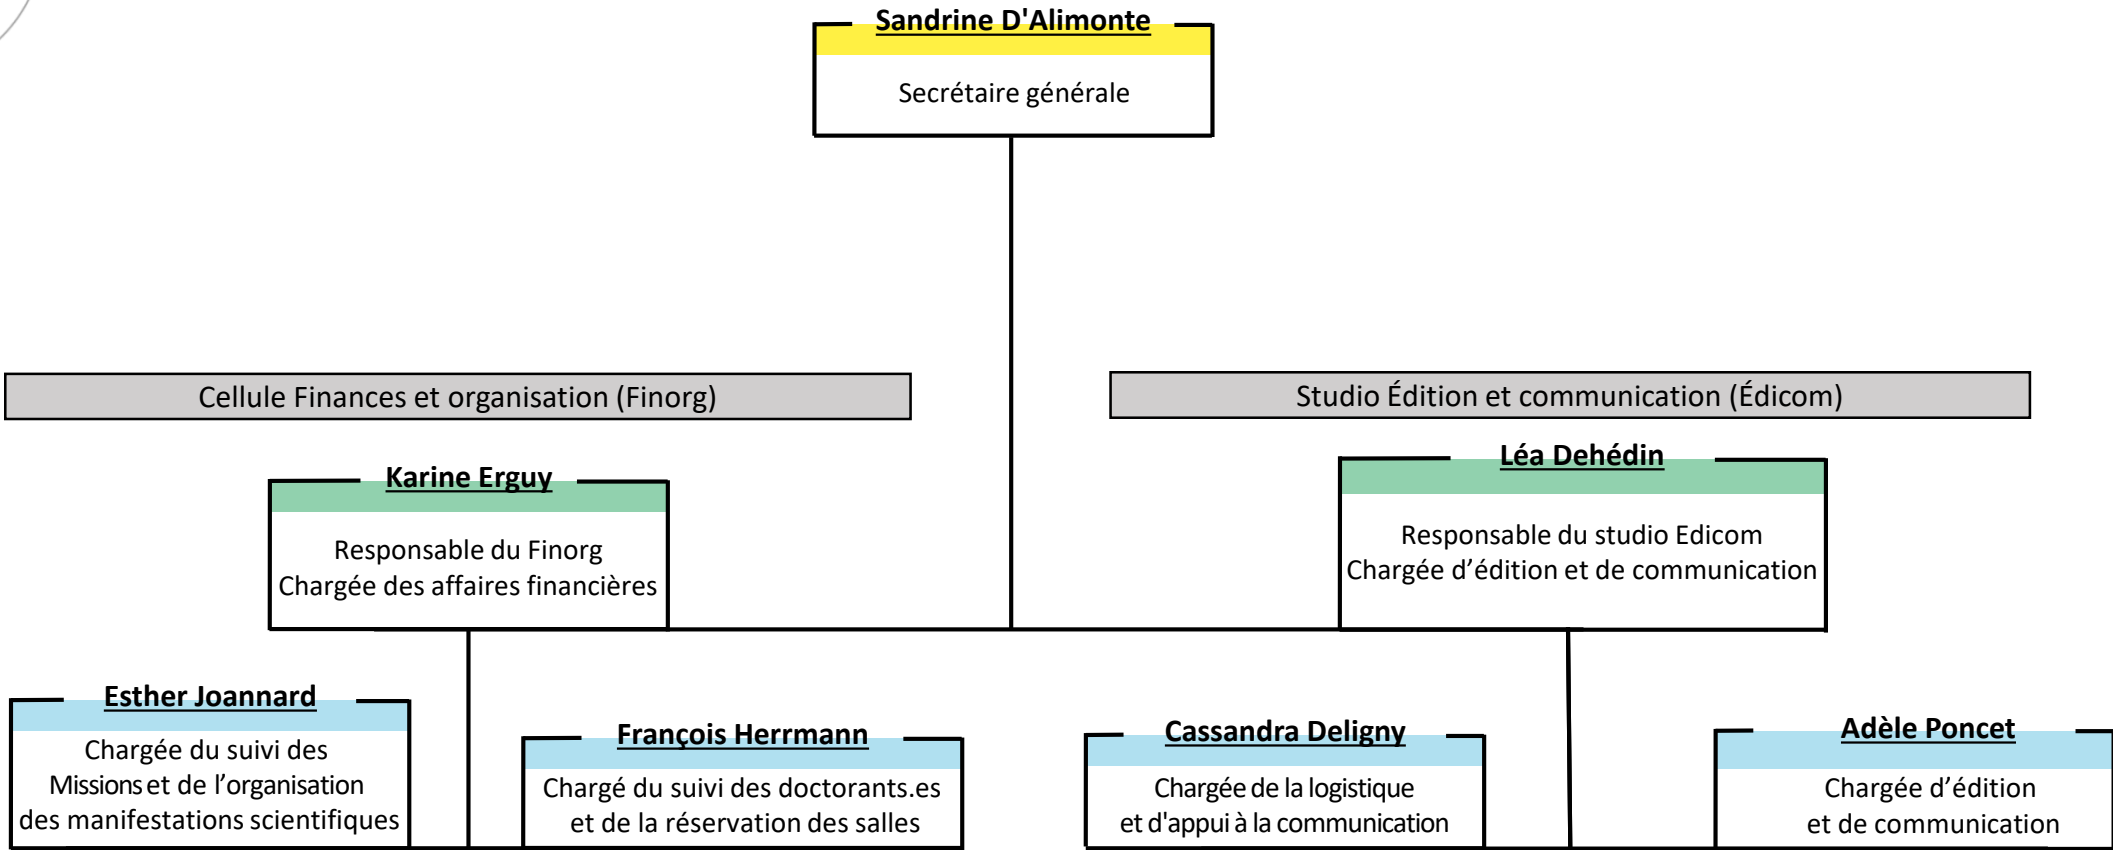 Sandrine D'Alimonte
Secrétaire générale
Cellule Finances et organisation (Finorg)
Studio Édition et communication (Édicom)
Karine Erguy
Responsable du Finorg
Chargée des affaires financières
Léa Dehédin
Responsable du studio Edicom
Chargée d’édition et de communication
Esther Joannard
Chargée du suivi des
Missions et de l’organisation
des manifestations scientifiques
François Herrmann
Chargé du suivi des doctorants.es
et de la réservation des salles
Cassandra Deligny
Chargée de la logistique
et d'appui à la communication
Adèle Poncet
Chargée d’édition
et de communication